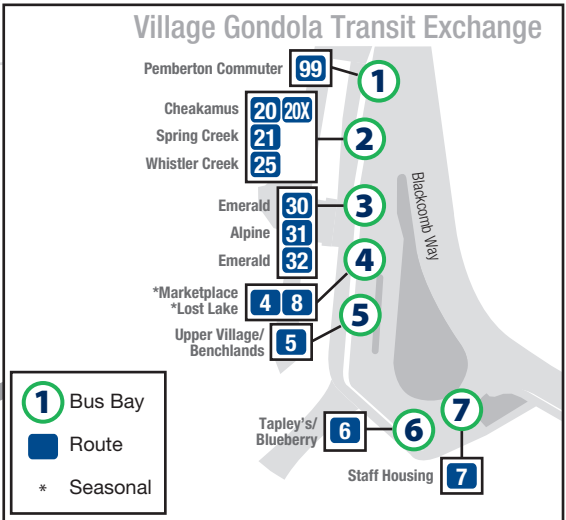 Village Gondola Transit Exchange
Pemberton Commuter 99 1
Cheakamus 20 20X
Spring Creek 21 2
Whistler Creek 25
Emerald 30 3
Alpine 31
Emerald 32
Blackcomb Way
4
*Marketplace
*Lost Lake 4 8
5
Upper Village/
Benchlands 5
1 Bus Bay
Route
* Seasonal
Tapley's/
Blueberry 6 6
7
Staff Housing 7